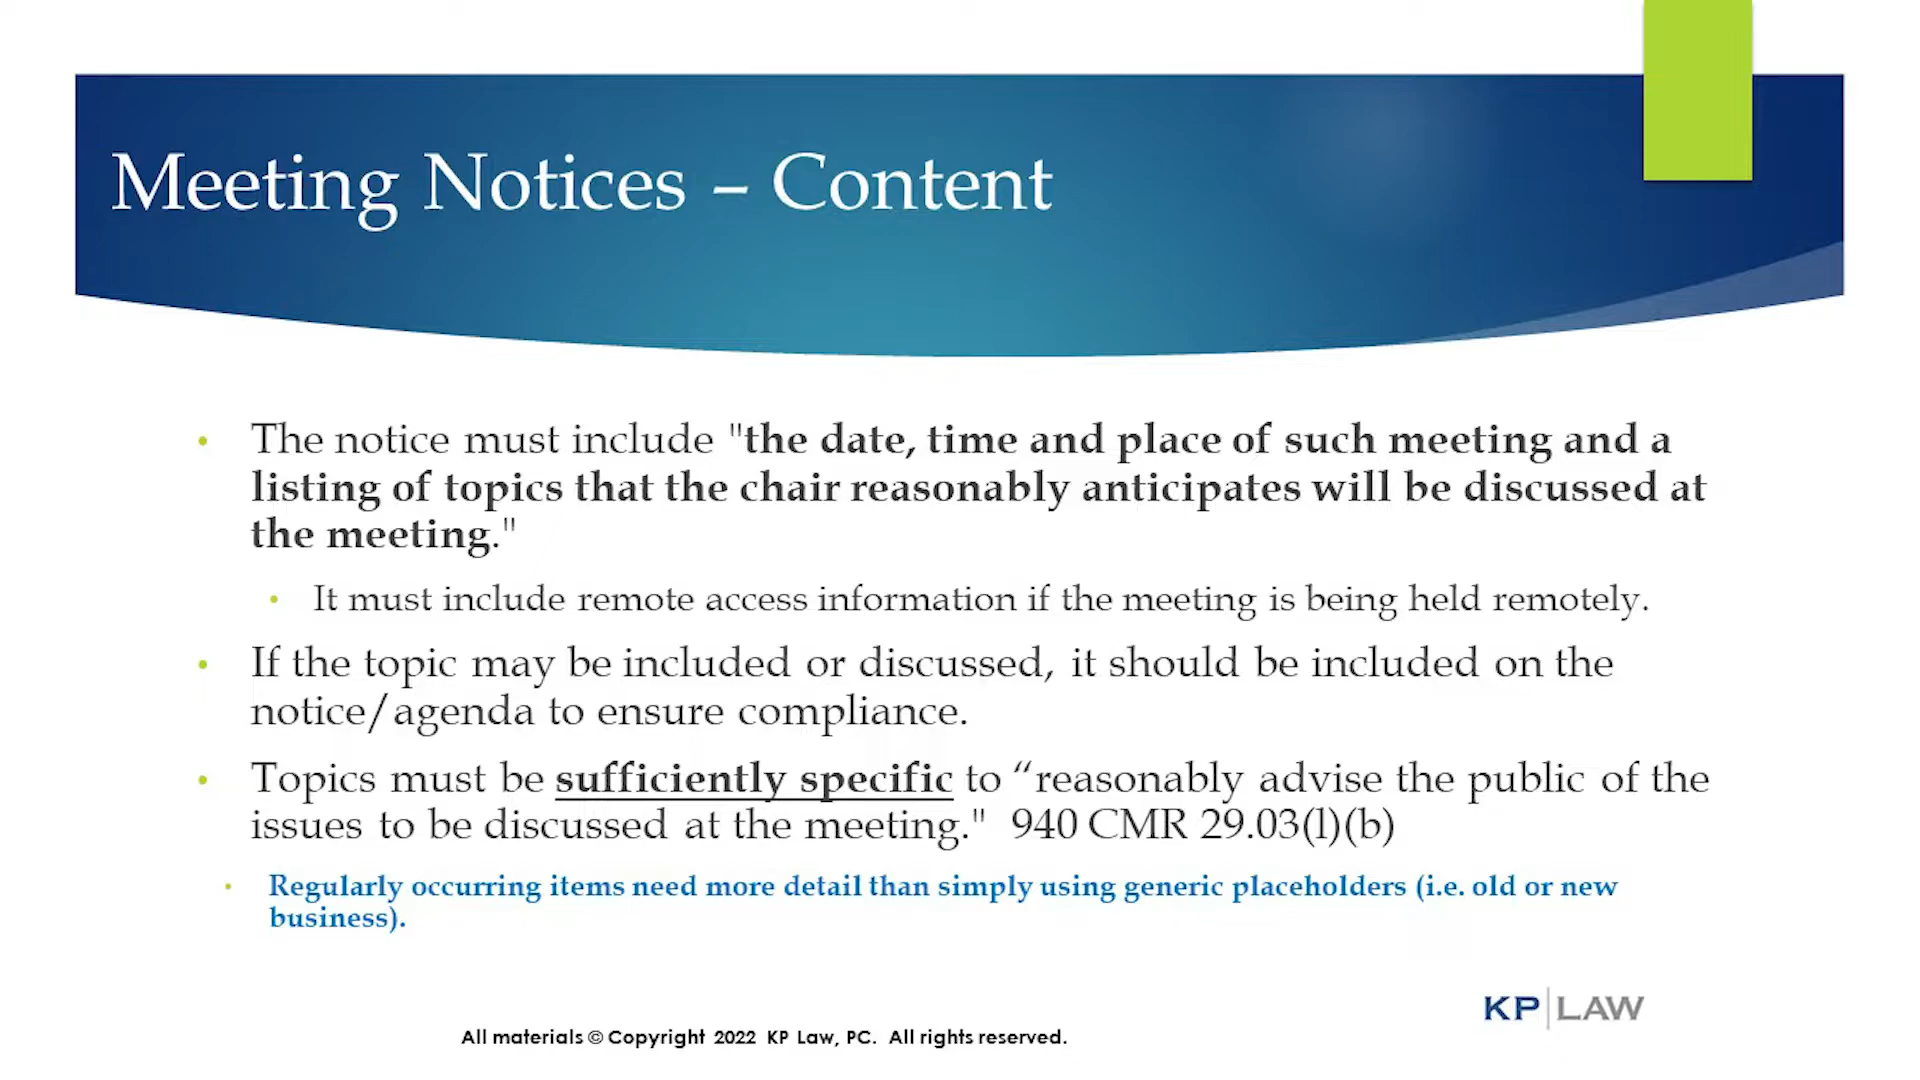 Meeting Notices – Content
• The notice must include "the date, time and place of such meeting and a
listing of topics that the chair reasonably anticipates will be discussed at
the meeting."
• It must include remote access information if the meeting is being held remotely.
• If the topic may be included or discussed, it should be included on the
notice/agenda to ensure compliance.
• Topics must be sufficiently specific to “reasonably advise the public of the
issues to be discussed at the meeting." 940 CMR 29.03(l)(b)
• Regularly occurring items need more detail than simply using generic placeholders (i.e. old or new
business).
KP|LAW
All materials © Copyright 2022 KP Law, PC. All rights reserved.